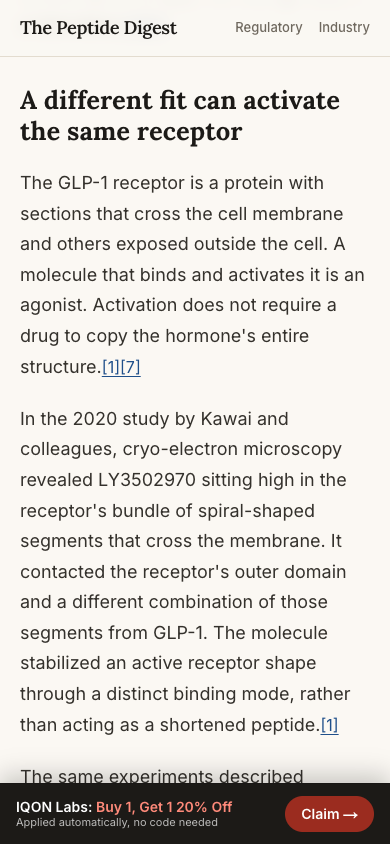 The Peptide Digest
Regulatory Industry
A different fit can activate
the same receptor
The GLP-1 receptor is a protein with
sections that cross the cell membrane
and others exposed outside the cell. A
molecule that binds and activates it is an
agonist. Activation does not require a
drug to copy the hormone's entire
structure.[1][7]
In the 2020 study by Kawai and
colleagues, cryo-electron microscopy
revealed LY3502970 sitting high in the
receptor's bundle of spiral-shaped
segments that cross the membrane. It
contacted the receptor's outer domain
and a different combination of those
segments from GLP-1. The molecule
stabilized an active receptor shape
through a distinct binding mode, rather
than acting as a shortened peptide.[1]
The same experiments described
IQON Labs: Buy 1, Get 1 20% Off
Applied automatically, no code needed
Claim →